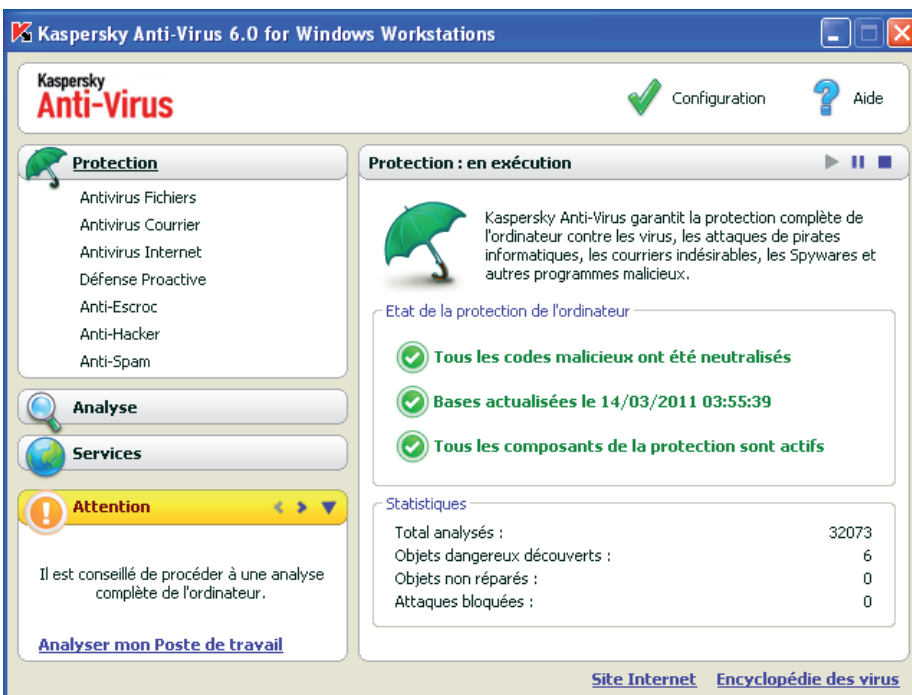 Kaspersky Anti-Virus 6.0 for Windows Workstations
Kaspersky
Anti-Virus
Configuration
Aide
Protection
Antivirus Fichiers
Antivirus Courrier
Antivirus Internet
Défense Proactive
Anti-Escroc
Anti-Hacker
Anti-Spam
Analyse
Services
Attention
Il est conseillé de procéder à une analyse
complète de l'ordinateur.
Analyser mon Poste de travail
Protection : en exécution
Kaspersky Anti-Virus garantit la protection complète de
l'ordinateur contre les virus, les attaques de pirates
informatiques, les courriers indésirables, les Spywares et
autres programmes malicieux.
Etat de la protection de l'ordinateur
Tous les codes malicieux ont été neutralisés
Bases actualisées le 14/03/2011 03:55:39
Tous les composants de la protection sont actifs
Statistiques
Total analysés : 32073
Objets dangereux découverts : 6
Objets non réparés : 0
Attaques bloquées : 0
Site Internet Encyclopédie des virus